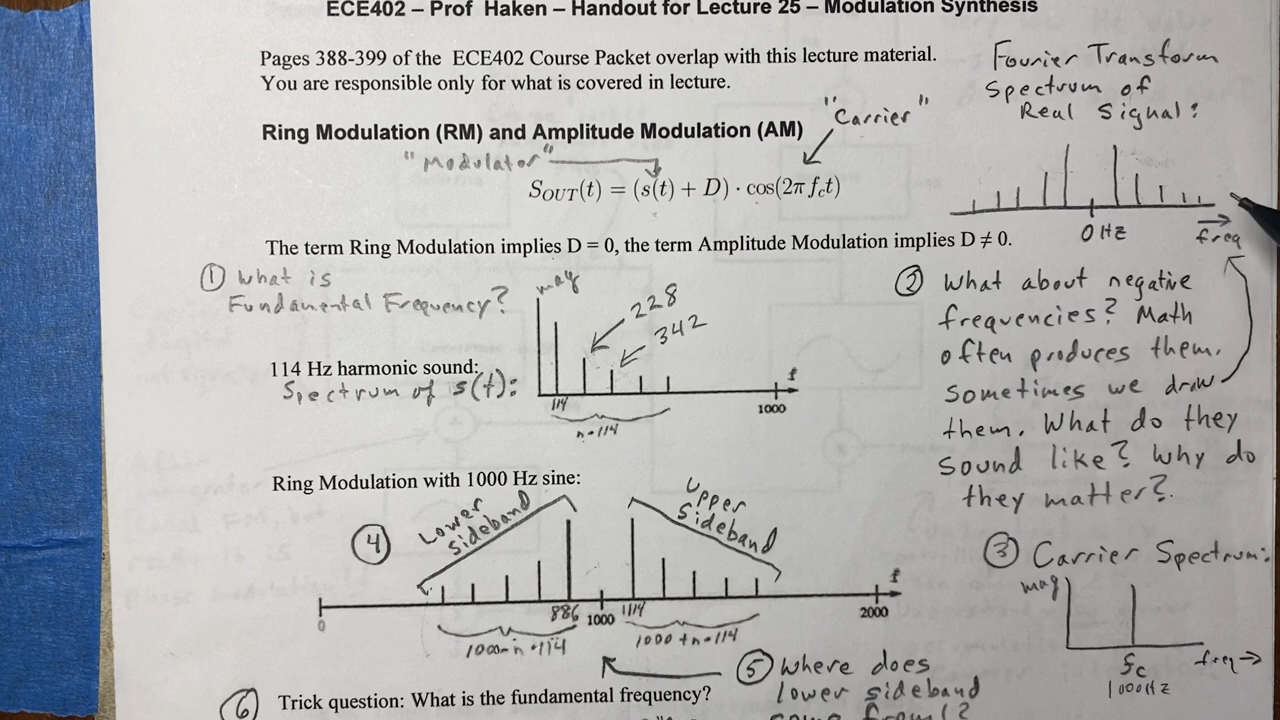 ECE402 – Prof Haken – Handout for Lecture 25 – Modulation Synthesis
Pages 388-399 of the ECE402 Course Packet overlap with this lecture material.
You are responsible only for what is covered in lecture.
Fourier Transform
Spectrum of
Real Signal:
"Carrier"
Ring Modulation (RM) and Amplitude Modulation (AM)
"Modulator"
S_OUT(t) = (s(t) + D) · cos(2π f_c t)
0 Hz
freq
The term Ring Modulation implies D = 0, the term Amplitude Modulation implies D ≠ 0.
① What is
Fundamental Frequency?
mag
228
342
114 Hz harmonic sound:
Spectrum of s(t):
f
114
1000
n·114
② What about negative
frequencies? Math
often produces them.
Sometimes we draw
them. What do they
sound like? Why do
they matter?
Ring Modulation with 1000 Hz sine:
④ Lower
sideband
Upper
sideband
f
0
886
1000
1114
2000
1000-n·114
1000+n·114
③ Carrier Spectrum:
mag
f_c
freq→
1000Hz
⑤ Where does
lower sideband
⑥ Trick question: What is the fundamental frequency?